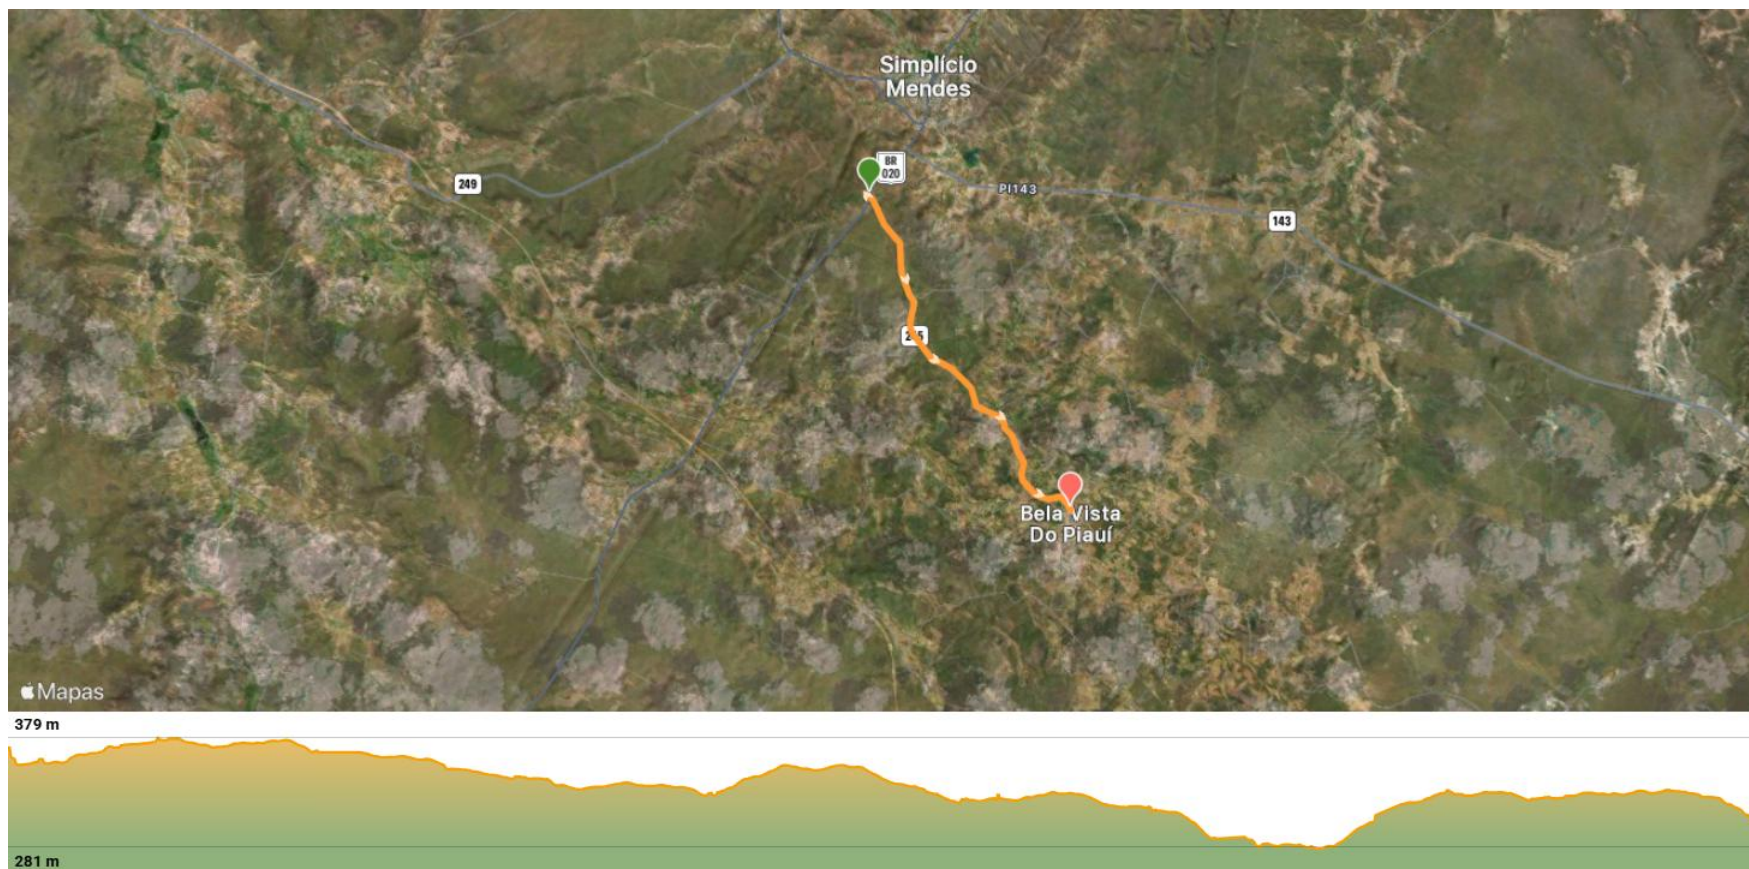 Simplício
Mendes
BR
020
249
PI143
143
Bela Vista
Do Piauí
Mapas
379 m
281 m